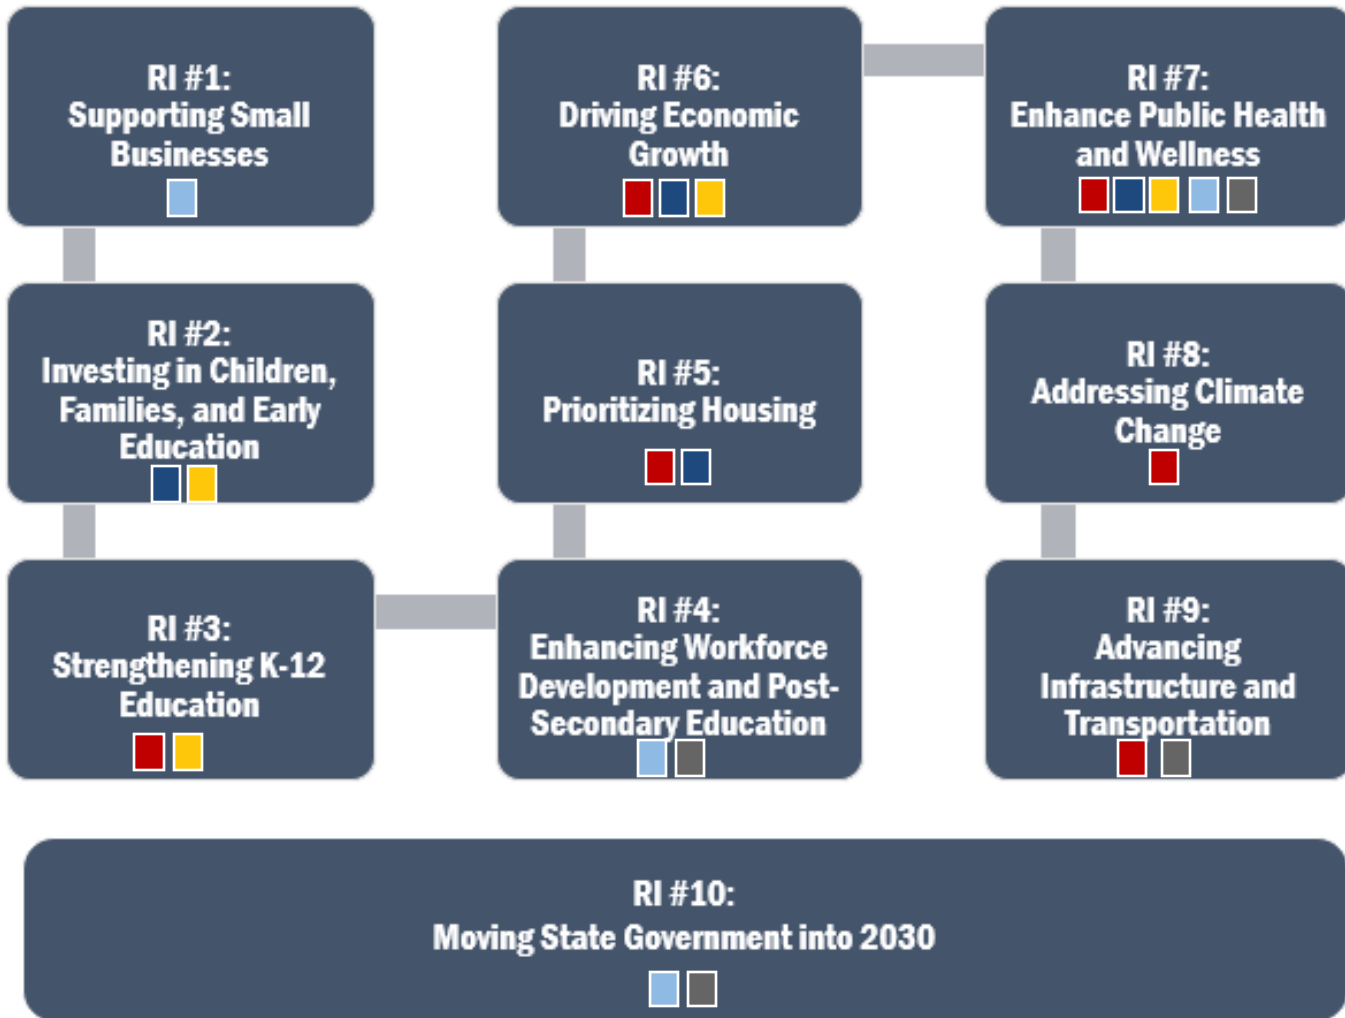 RI #1:
Supporting Small
Businesses
RI #2:
Investing in Children,
Families, and Early
Education
RI #3:
Strengthening K-12
Education
RI #4:
Enhancing Workforce
Development and Post-
Secondary Education
RI #5:
Prioritizing Housing
RI #6:
Driving Economic
Growth
RI #7:
Enhance Public Health
and Wellness
RI #8:
Addressing Climate
Change
RI #9:
Advancing
Infrastructure and
Transportation
RI #10:
Moving State Government into 2030